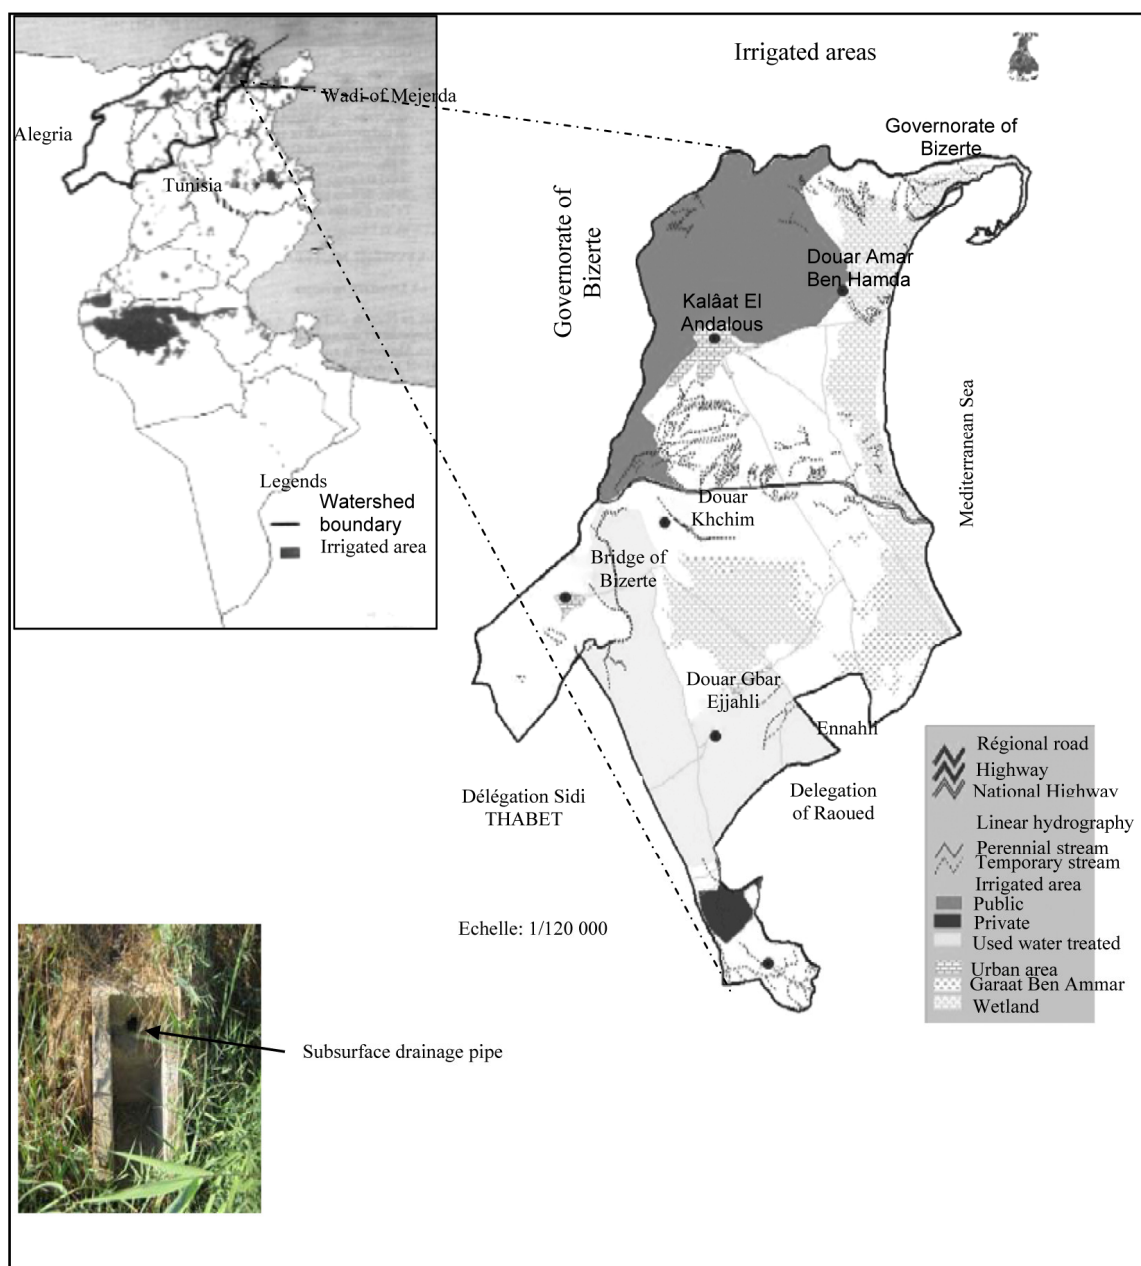 Irrigated areas
Wadi of Mejerda
Alegria
Tunisia
Legends
Watershed
boundary
Irrigated area
Governorate of
Bizerte
Governorate of
Bizerte
Douar Amar
Ben Hamda
Kalâat El
Andalous
Mediterranean Sea
Douar
Khchim
Bridge of
Bizerte
Douar Gbar
Ejjahli
Ennahli
Délégation Sidi
THABET
Delegation
of Raoued
Echelle: 1/120 000
Régional road
Highway
National Highway
Linear hydrography
Perennial stream
Temporary stream
Irrigated area
Public
Private
Used water treated
Urban area
Garaat Ben Ammar
Wetland
Subsurface drainage pipe